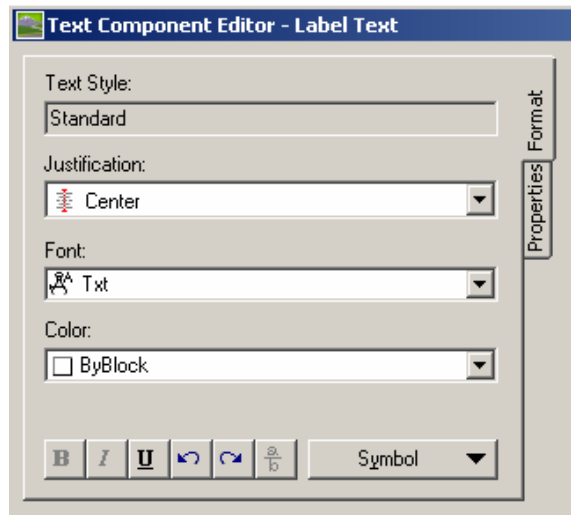 Text Component Editor - Label Text
Text Style:
Standard
Justification:
Center
Font:
Txt
Color:
ByBlock
B I U a/b Symbol
Format
Properties